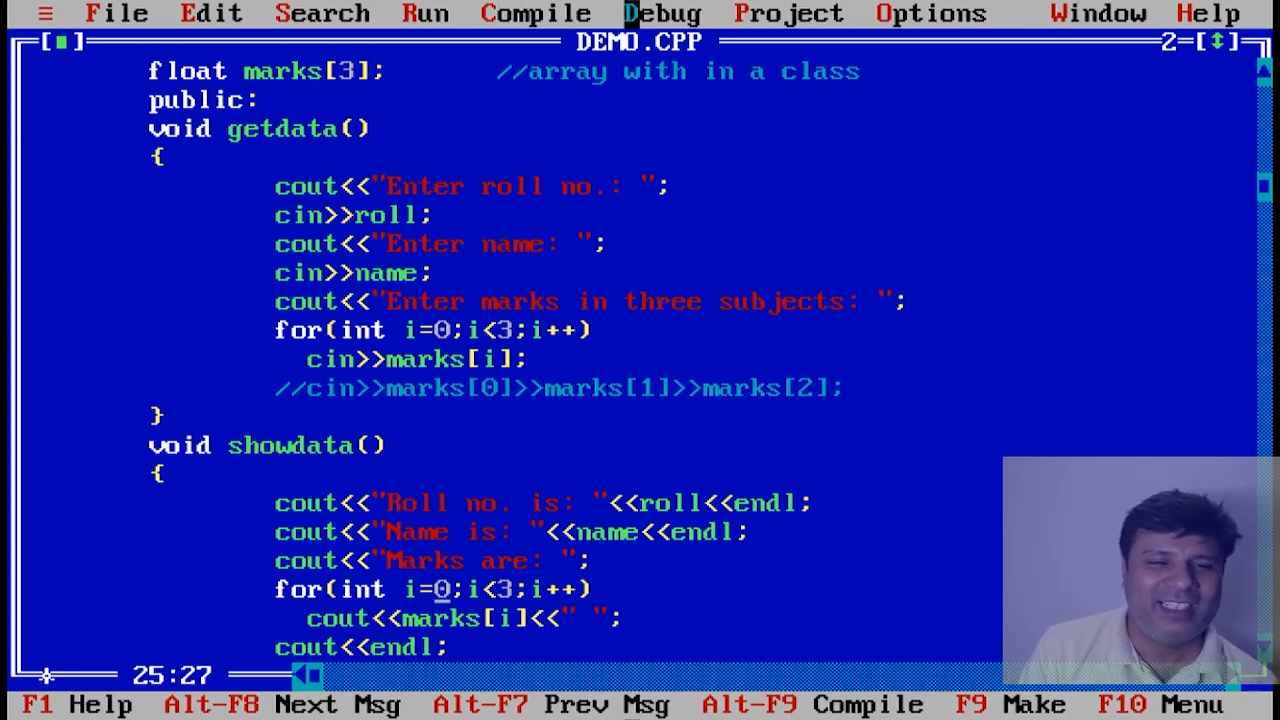 ≡ File Edit Search Run Compile Debug Project Options Window Help
[■] DEMO.CPP 2=[↕]
float marks[3]; //array with in a class
public:
void getdata()
{
cout<<"Enter roll no.: ";
cin>>roll;
cout<<"Enter name: ";
cin>>name;
cout<<"Enter marks in three subjects: ";
for(int i=0;i<3;i++)
cin>>marks[i];
//cin>>marks[0]>>marks[1]>>marks[2];
}
void showdata()
{
cout<<"Roll no. is: "<<roll<<endl;
cout<<"Name is: "<<name<<endl;
cout<<"Marks are: ";
for(int i=0;i<3;i++)
cout<<marks[i]<<" ";
cout<<endl;
25:27
F1 Help Alt-F8 Next Msg Alt-F7 Prev Msg Alt-F9 Compile F9 Make F10 Menu